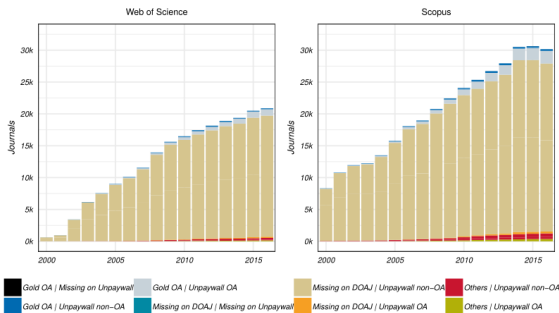 Web of Science
Scopus
Journals
30k
25k
20k
15k
10k
5k
0k
2000
2005
2010
2015
Journals
30k
25k
20k
15k
10k
5k
0k
2000
2005
2010
2015
Gold OA | Missing on Unpaywall
Gold OA | Unpaywall OA
Missing on DOAJ | Unpaywall non-OA
Others | Unpaywall non-OA
Gold OA | Unpaywall non-OA
Missing on DOAJ | Missing on Unpaywall
Missing on DOAJ | Unpaywall OA
Others | Unpaywall OA